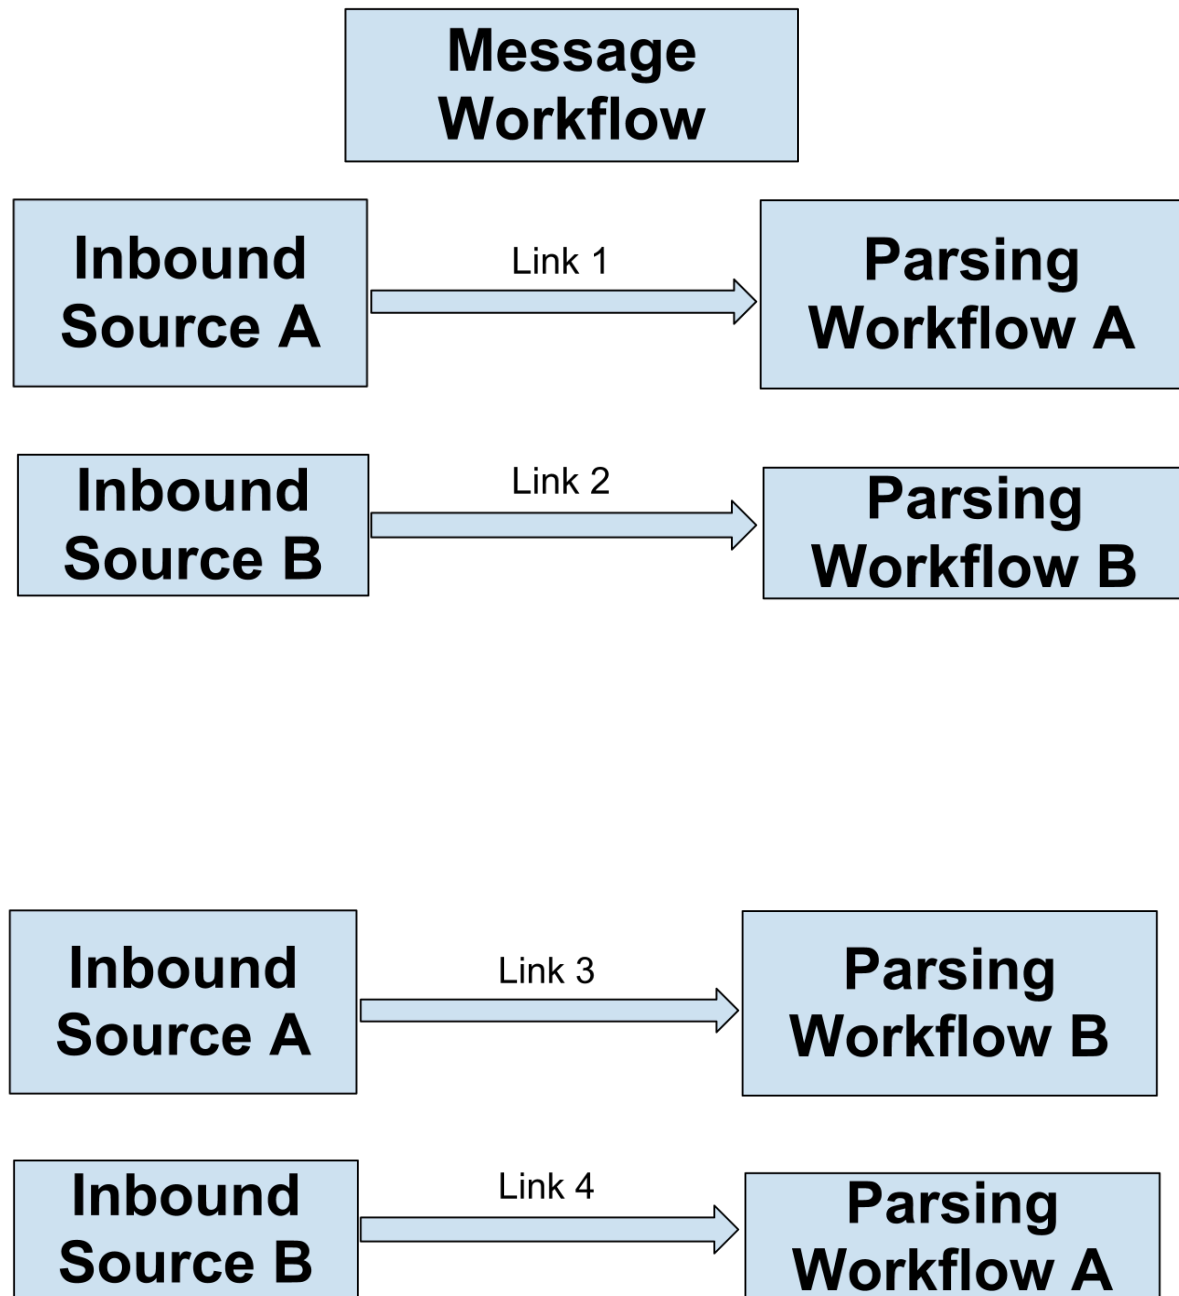 Message
Workflow
Inbound
Source A
Link 1
Parsing
Workflow A
Inbound
Source B
Link 2
Parsing
Workflow B
Inbound
Source A
Link 3
Parsing
Workflow B
Inbound
Source B
Link 4
Parsing
Workflow A